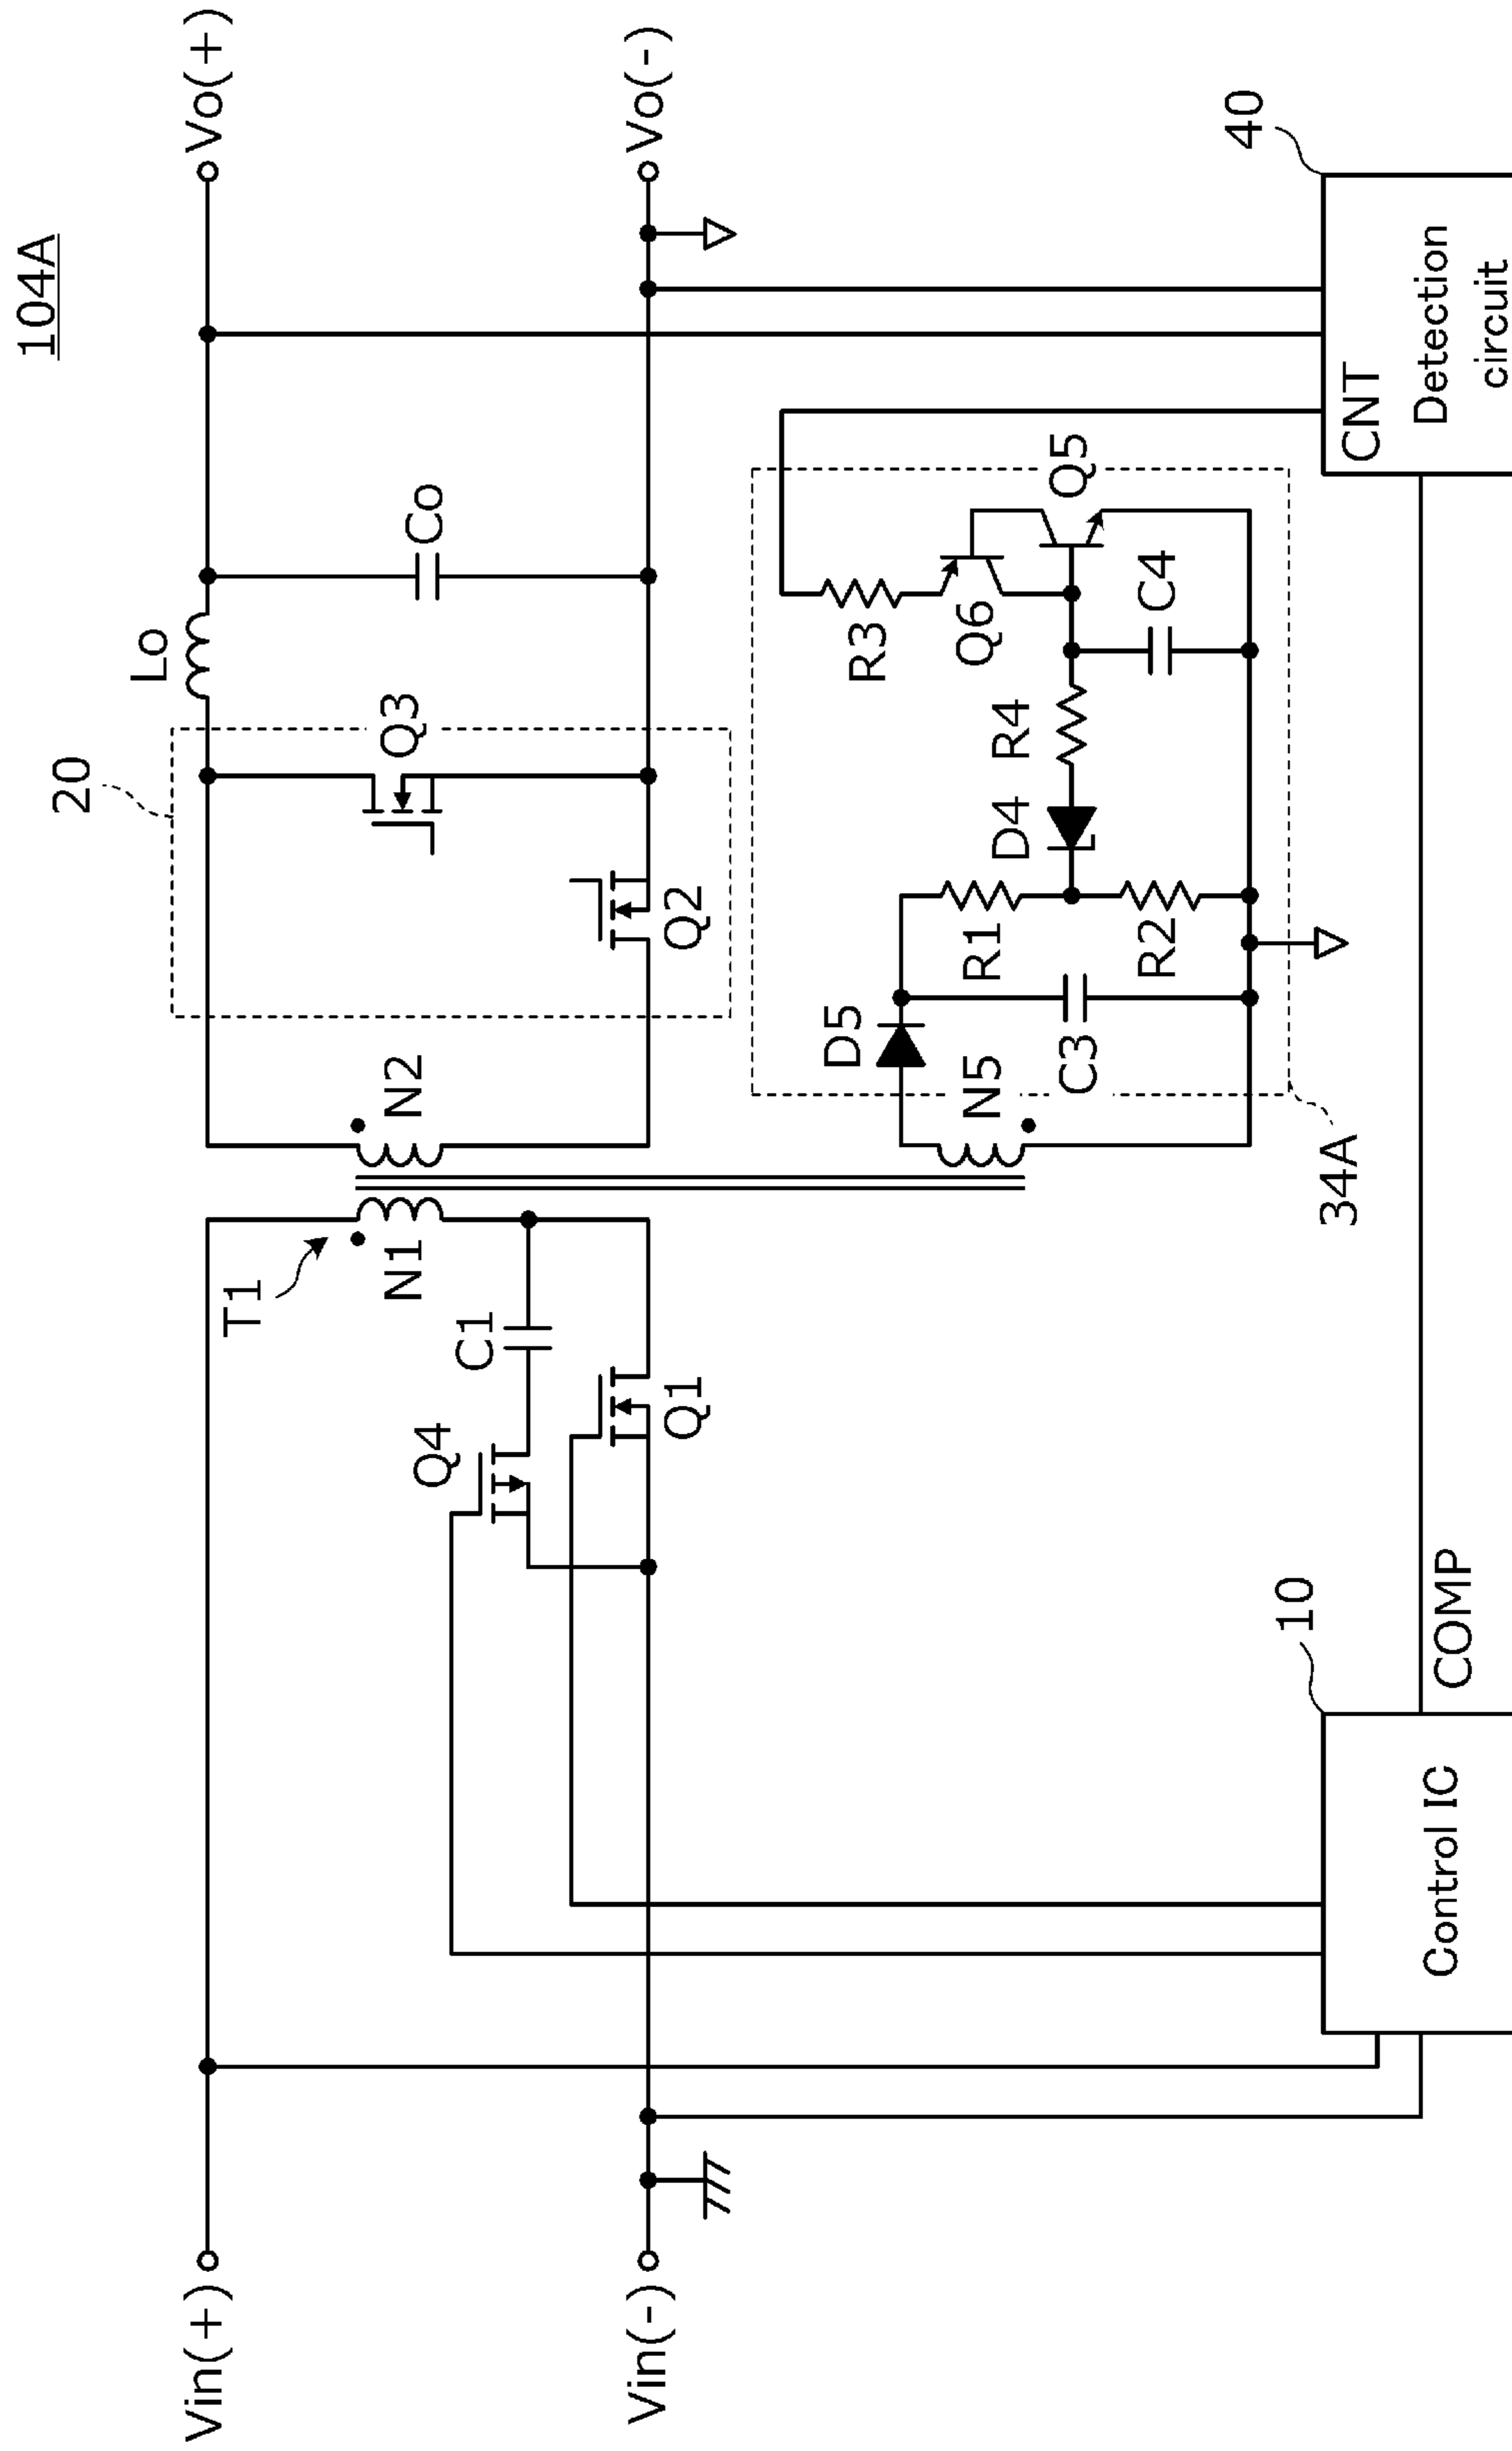 104A
Vin(+)
T1
20
Lo
Vo(+)
N1
N2
Q3
Co
Q4
C1
Vin(-)
Q1
Q2
Vo(-)
D5
R3
N5
R1
D4
R4
Q6
Q5
C3
R2
C4
34A
10
40
CNT
Control IC
COMP
Detection
circuit